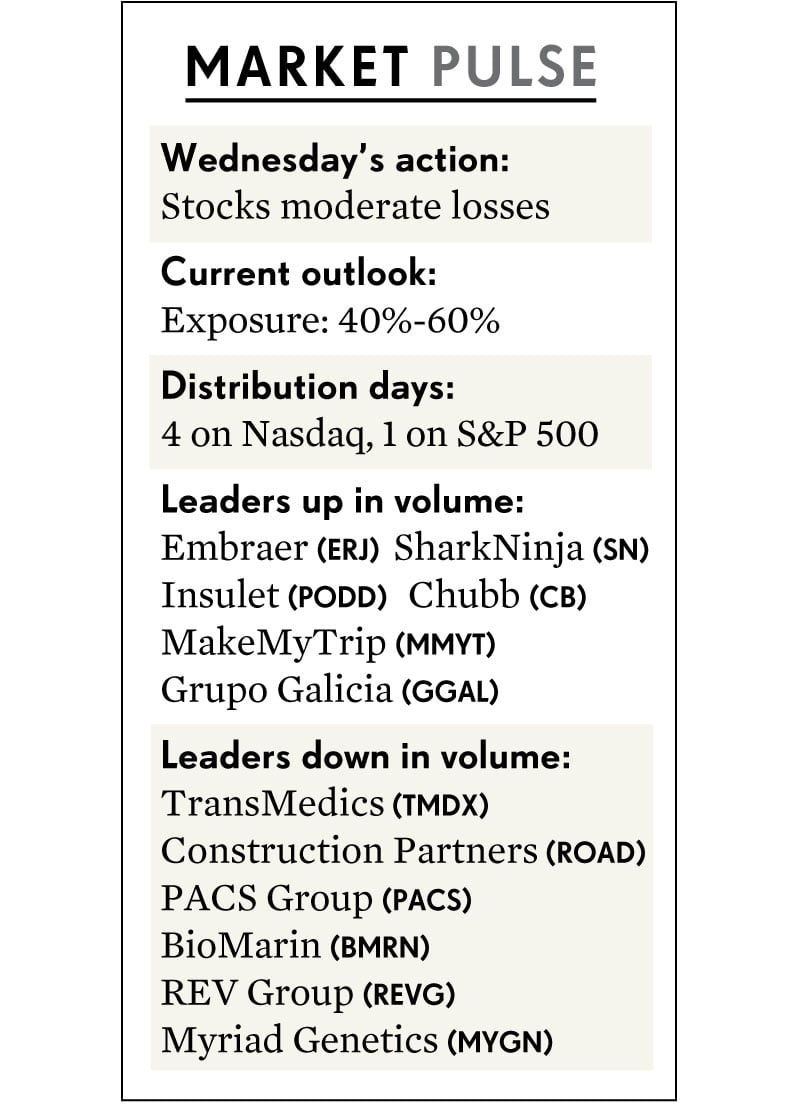 MARKET PULSE
Wednesday's action:
Stocks moderate losses
Current outlook:
Exposure: 40%-60%
Distribution days:
4 on Nasdaq, 1 on S&P 500
Leaders up in volume:
Embraer (ERJ) SharkNinja (SN)
Insulet (PODD) Chubb (CB)
MakeMyTrip (MMYT)
Grupo Galicia (GGAL)
Leaders down in volume:
TransMedics (TMDX)
Construction Partners (ROAD)
PACS Group (PACS)
BioMarin (BMRN)
REV Group (REVG)
Myriad Genetics (MYGN)